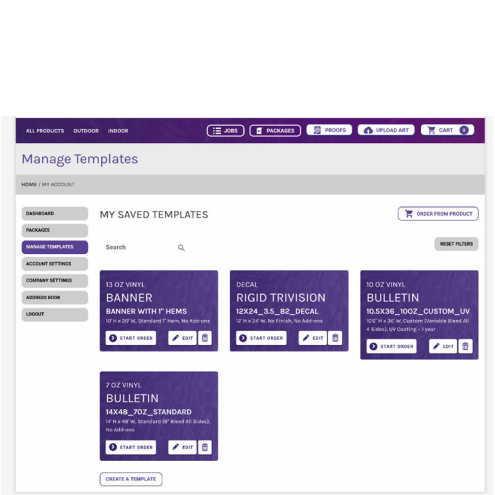 ALL PRODUCTS OUTDOOR INDOOR JOBS PACKAGES PROOFS UPLOAD ART CART 0
Manage Templates
HOME / MY ACCOUNT
DASHBOARD
PACKAGES
MANAGE TEMPLATES
ACCOUNT SETTINGS
COMPANY SETTINGS
ADDRESS BOOK
LOGOUT
MY SAVED TEMPLATES
ORDER FROM PRODUCT
Search
RESET FILTERS
13 OZ VINYL
BANNER
BANNER WITH 1" HEMS
10' H x 20' W, Standard 1" Hem, No Add-ons
START ORDER EDIT
DECAL
RIGID TRIVISION
12X24_3.5_82_DECAL
12' H x 24' W, No Finish, No Add-ons
START ORDER EDIT
10 OZ VINYL
BULLETIN
10.5X36_10OZ_CUSTOM_UV
10'6" H x 36' W, Custom (Variable Bleed All
4 Sides), UV Coating - 1 year
START ORDER EDIT
7 OZ VINYL
BULLETIN
14X48_7OZ_STANDARD
14' H x 48' W, Standard (6" Bleed All Sides),
No Add-ons
START ORDER EDIT
CREATE A TEMPLATE